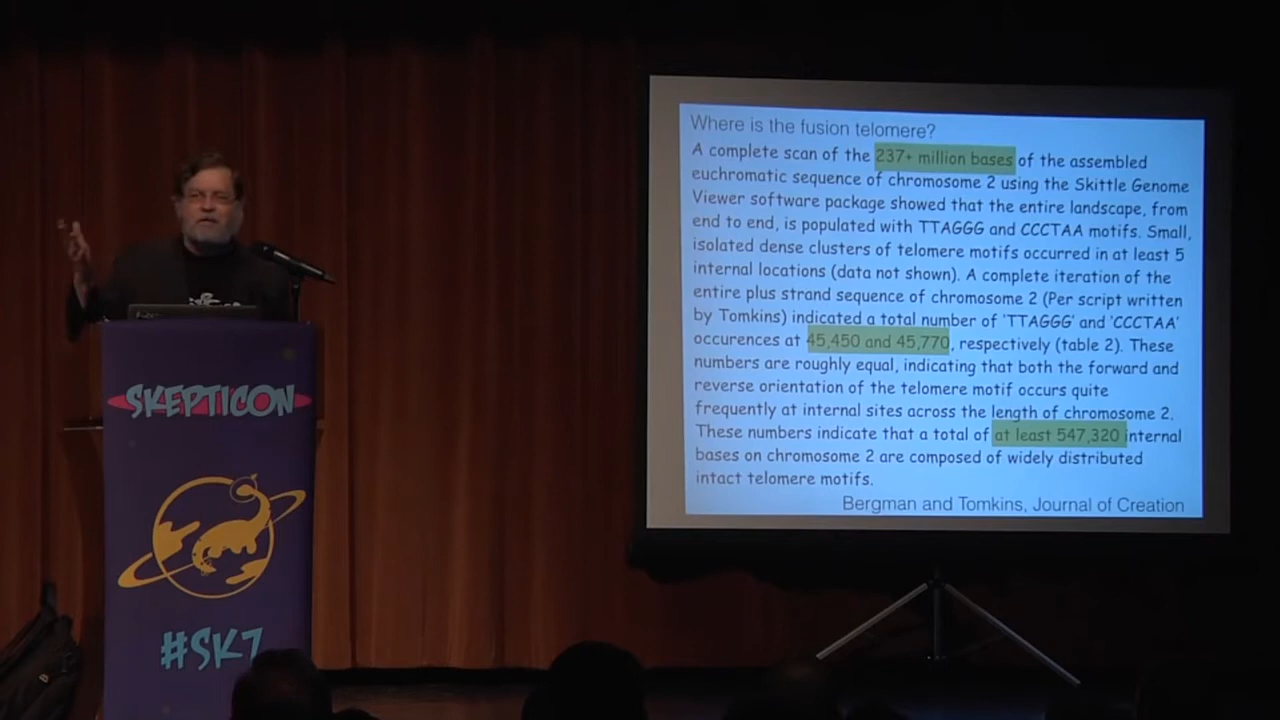 Where is the fusion telomere?
A complete scan of the 237+ million bases of the assembled
euchromatic sequence of chromosome 2 using the Skittle Genome
Viewer software package showed that the entire landscape, from
end to end, is populated with TTAGGG and CCCTAA motifs. Small,
isolated dense clusters of telomere motifs occurred in at least 5
internal locations (data not shown). A complete iteration of the
entire plus strand sequence of chromosome 2 (Per script written
by Tomkins) indicated a total number of 'TTAGGG' and 'CCCTAA'
occurences at 45,450 and 45,770, respectively (table 2). These
numbers are roughly equal, indicating that both the forward and
reverse orientation of the telomere motif occurs quite
frequently at internal sites across the length of chromosome 2.
These numbers indicate that a total of at least 547,320 internal
bases on chromosome 2 are composed of widely distributed
intact telomere motifs.
Bergman and Tomkins, Journal of Creation
SKEPTICON
#SK7